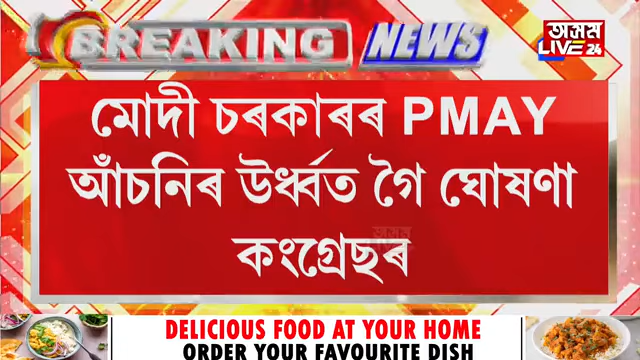 BREAKING NEWS
অসম
LIVE 24
মোদী চৰকাৰৰ PMAY
আঁচনিৰ উৰ্ধ্বত গৈ ঘোষণা
কংগ্ৰেছৰ
DELICIOUS FOOD AT YOUR HOME
ORDER YOUR FAVOURITE DISH